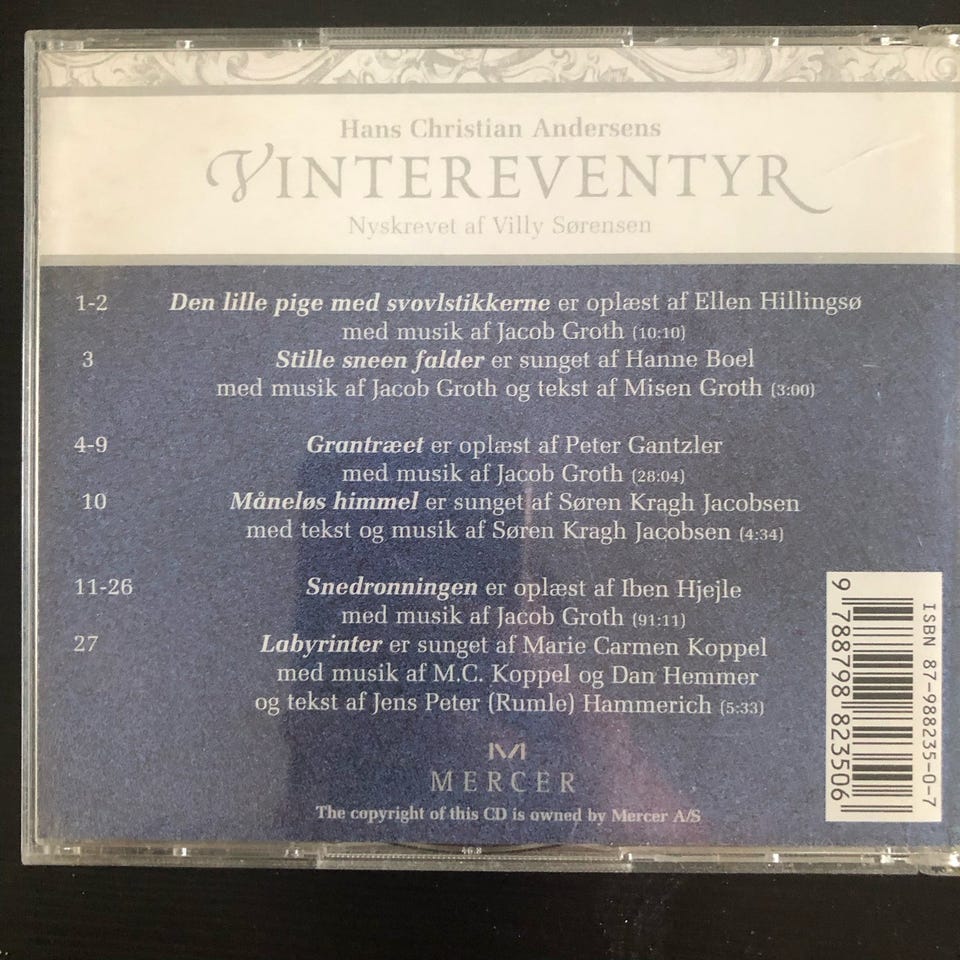 Hans Christian Andersens
VINTEREVENTYR
Nyskrevet af Villy Sørensen
1-2 Den lille pige med svovlstikkerne er oplæst af Ellen Hillingsø
med musik af Jacob Groth (10:10)
3 Stille sneen falder er sunget af Hanne Boel
med musik af Jacob Groth og tekst af Misen Groth (3:00)
4-9 Grantræet er oplæst af Peter Gantzler
med musik af Jacob Groth (28:04)
10 Måneløs himmel er sunget af Søren Kragh Jacobsen
med tekst og musik af Søren Kragh Jacobsen (4:34)
11-26 Snedronningen er oplæst af Iben Hjejle
med musik af Jacob Groth (91:11)
27 Labyrinter er sunget af Marie Carmen Koppel
med musik af M.C. Koppel og Dan Hemmer
og tekst af Jens Peter (Rumle) Hammerich (5:33)
M
MERCER
The copyright of this CD is owned by Mercer A/S
ISBN 87-988235-0-7
9 788798 823506
46.8